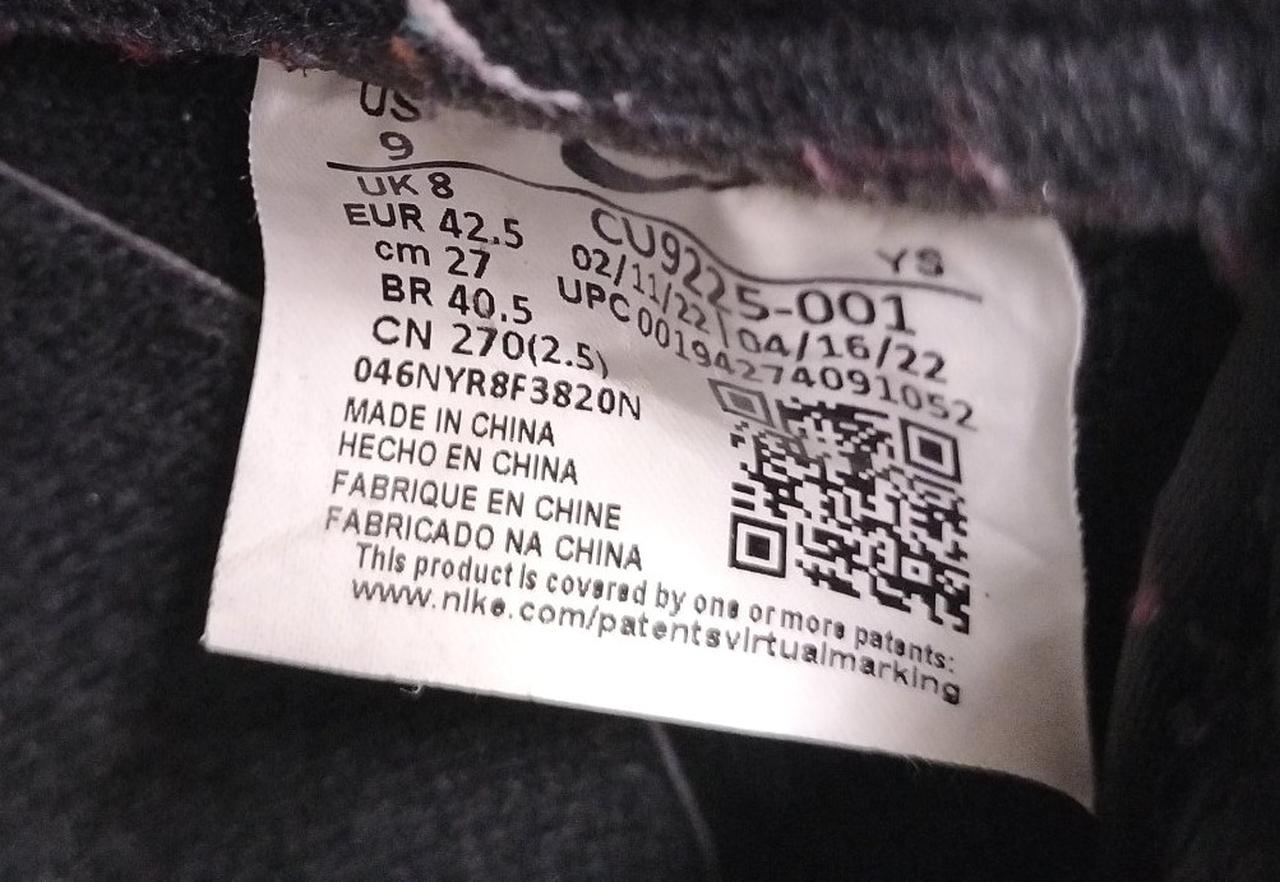 US
9
UK 8
EUR 42.5
cm 27
BR 40.5
CN 270(2.5)
046NYR8F3820N
MADE IN CHINA
HECHO EN CHINA
FABRIQUE EN CHINE
FABRICADO NA CHINA
YS
CU9225-001
02/11/22 | 04/16/22
UPC 00194274091052
This product is covered by one or more patents:
www.nike.com/patentsvirtualmarking